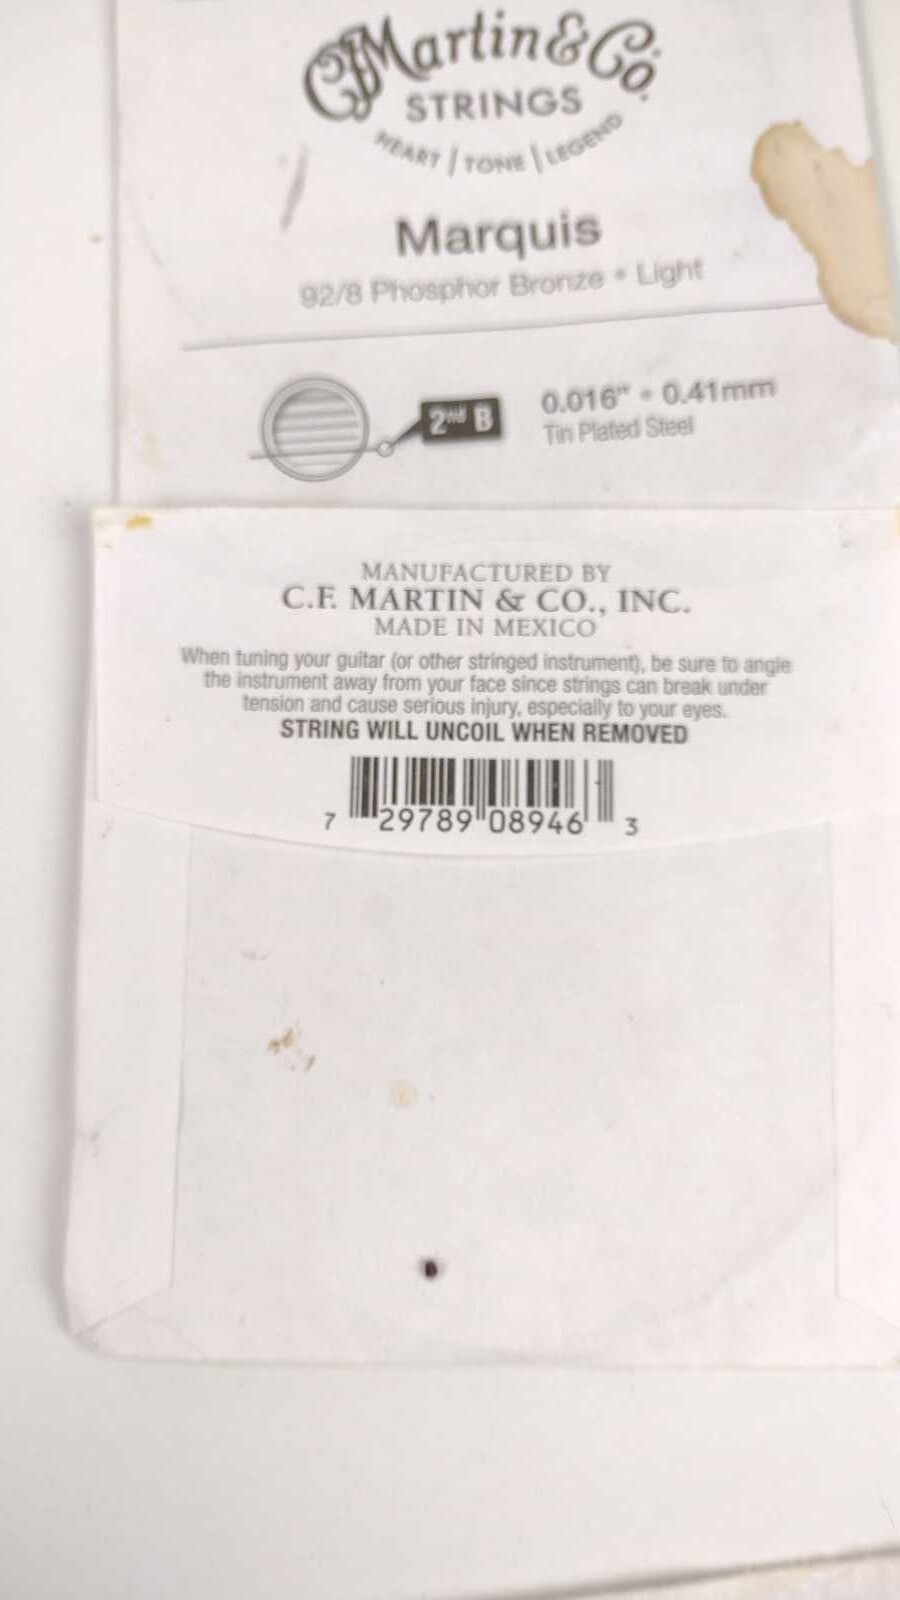 CFMartin & Co.
STRINGS
HEART / TONE \ LEGEND
Marquis
92/8 Phosphor Bronze • Light
2nd B
0.016" • 0.41mm
Tin Plated Steel
MANUFACTURED BY
C.F. MARTIN & CO., INC.
MADE IN MEXICO
When tuning your guitar (or other stringed instrument), be sure to angle
the instrument away from your face since strings can break under
tension and cause serious injury, especially to your eyes.
STRING WILL UNCOIL WHEN REMOVED
7 29789 08946 3